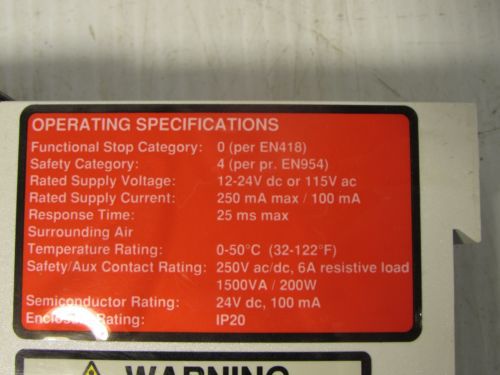 OPERATING SPECIFICATIONS
Functional Stop Category: 0 (per EN418)
Safety Category: 4 (per pr. EN954)
Rated Supply Voltage: 12-24V dc or 115V ac
Rated Supply Current: 250 mA max / 100 mA
Response Time: 25 ms max
Surrounding Air
Temperature Rating: 0-50°C (32-122°F)
Safety/Aux Contact Rating: 250V ac/dc, 6A resistive load
1500VA / 200W
Semiconductor Rating: 24V dc, 100 mA
Enclosure Rating: IP20
WARNING